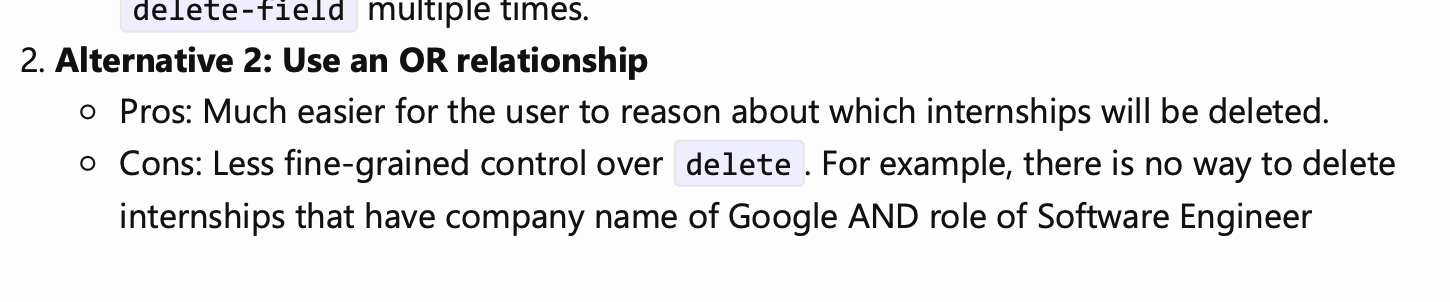 delete-field multiple times.
2. Alternative 2: Use an OR relationship
○ Pros: Much easier for the user to reason about which internships will be deleted.
○ Cons: Less fine-grained control over delete. For example, there is no way to delete
internships that have company name of Google AND role of Software Engineer